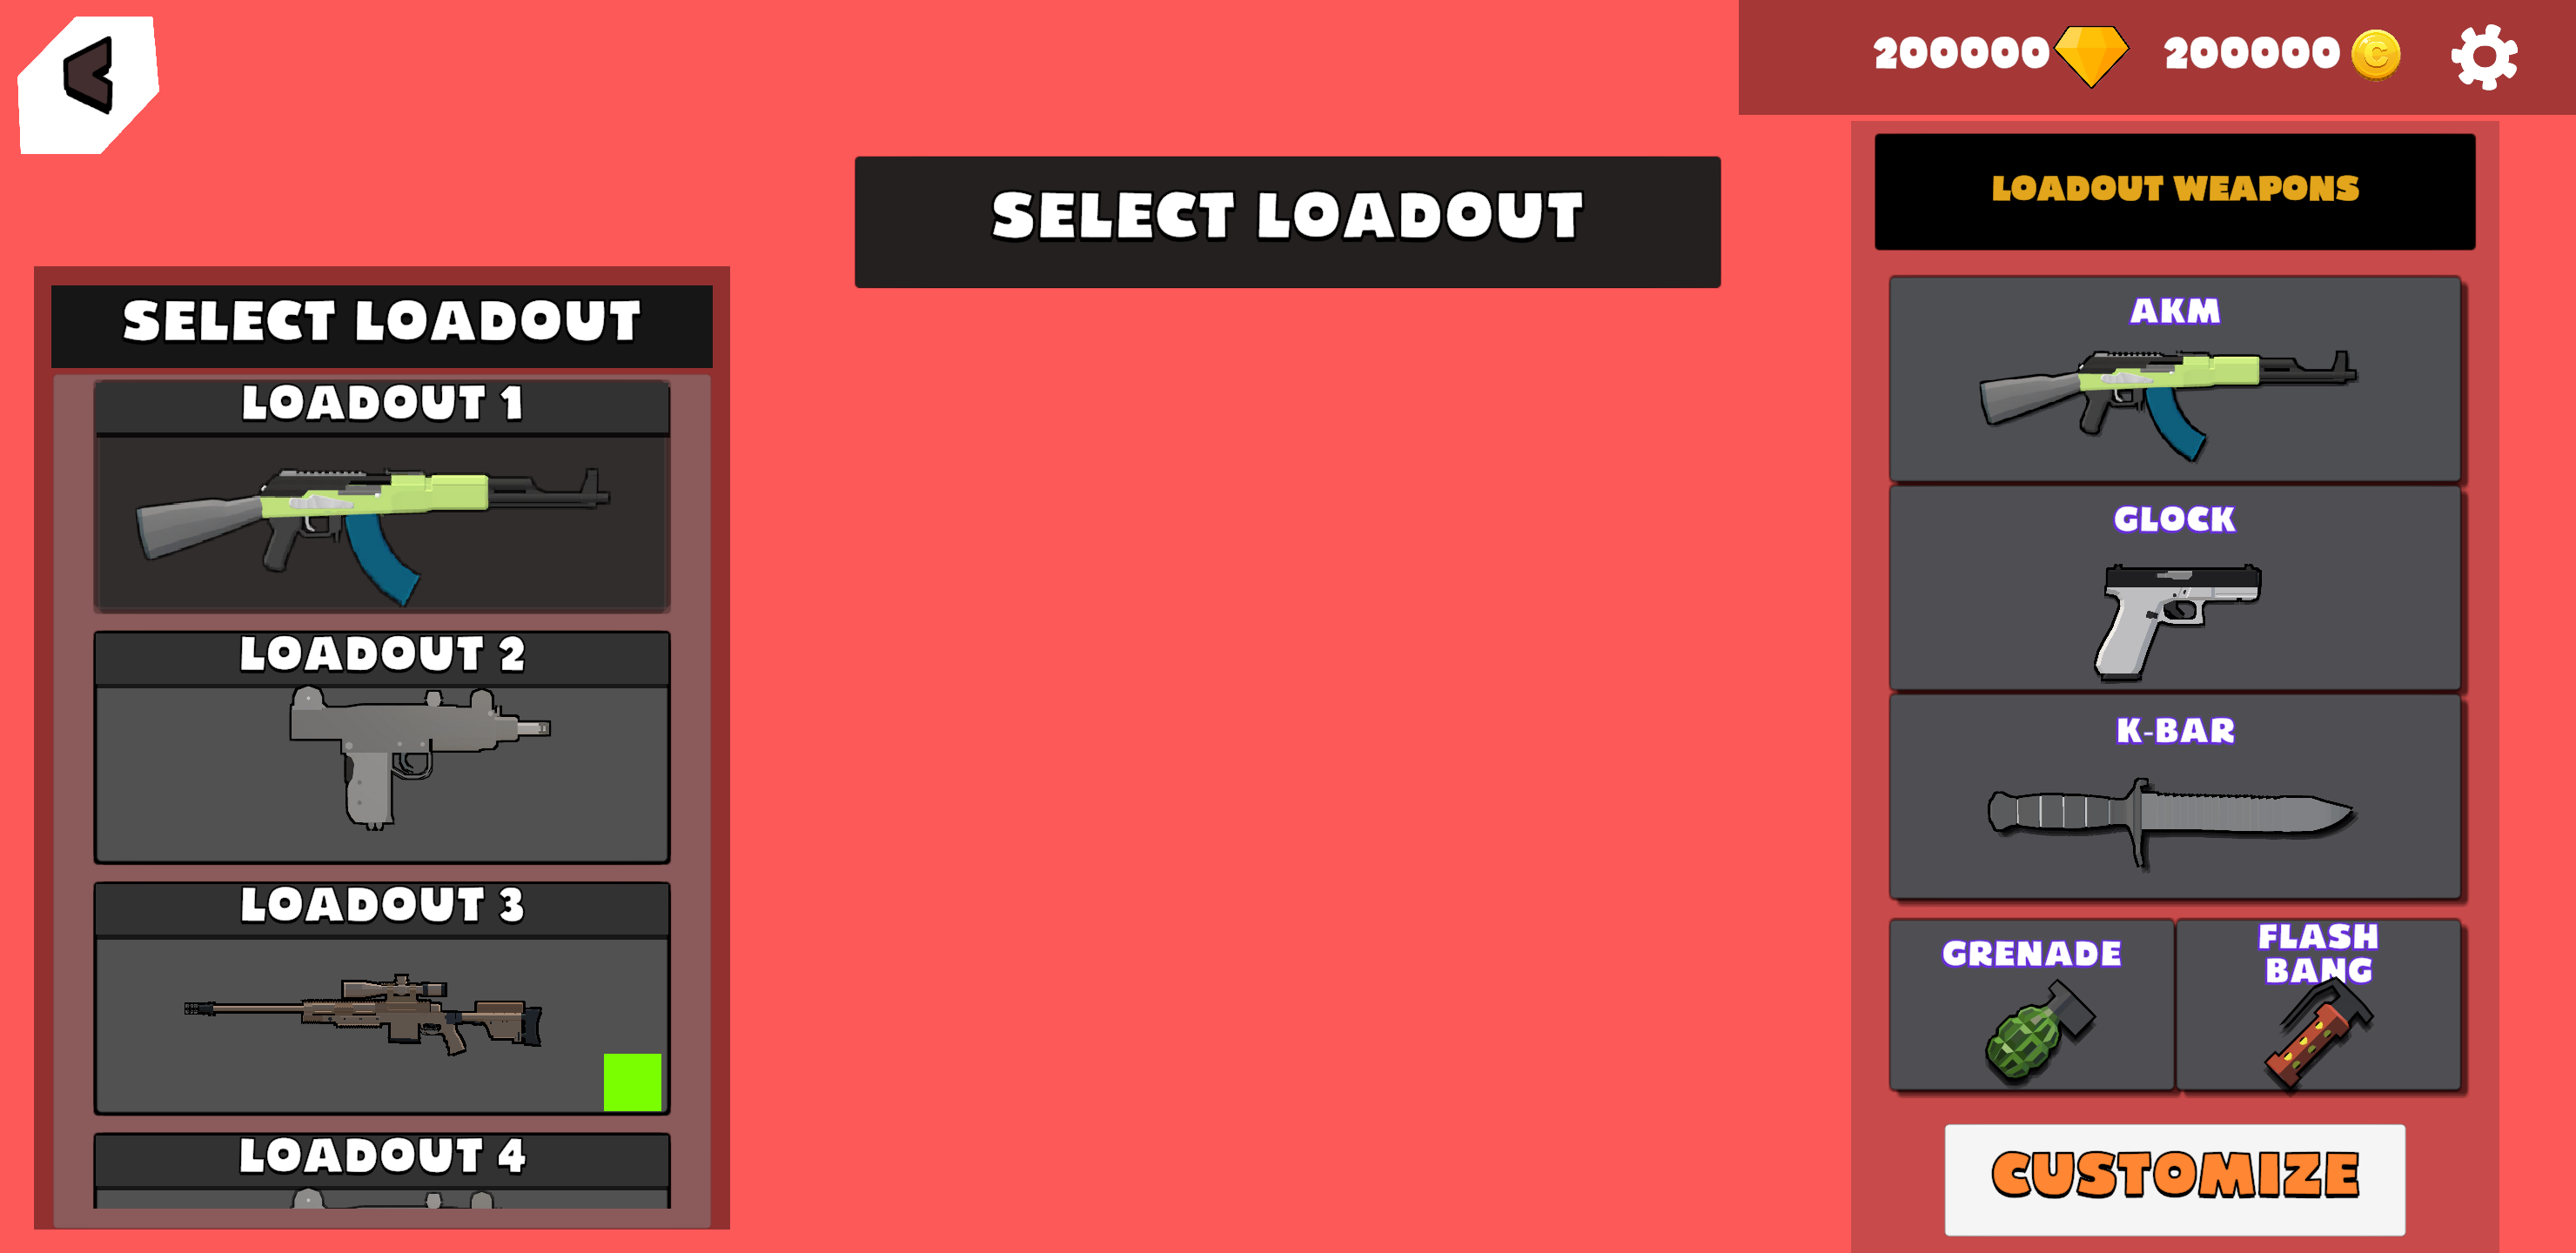 200000
200000
C
SELECT LOADOUT
SELECT LOADOUT
LOADOUT 1
LOADOUT 2
LOADOUT 3
LOADOUT 4
LOADOUT WEAPONS
AKM
GLOCK
K-BAR
GRENADE
FLASH
BANG
CUSTOMIZE